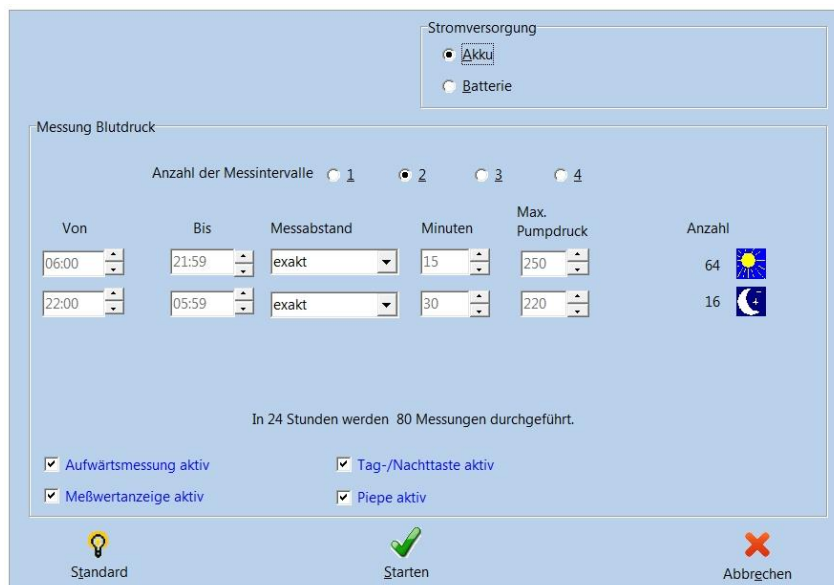 Stromversorgung
Akku
Batterie
Messung Blutdruck
Anzahl der Messintervalle 1 2 3 4
Von Bis Messabstand Minuten Max. Pumpdruck Anzahl
06:00 21:59 exakt 15 250 64
22:00 05:59 exakt 30 220 16
In 24 Stunden werden 80 Messungen durchgeführt.
Aufwärtsmessung aktiv Tag-/Nachttaste aktiv
Meßwertanzeige aktiv Piepe aktiv
Standard Starten Abbrechen